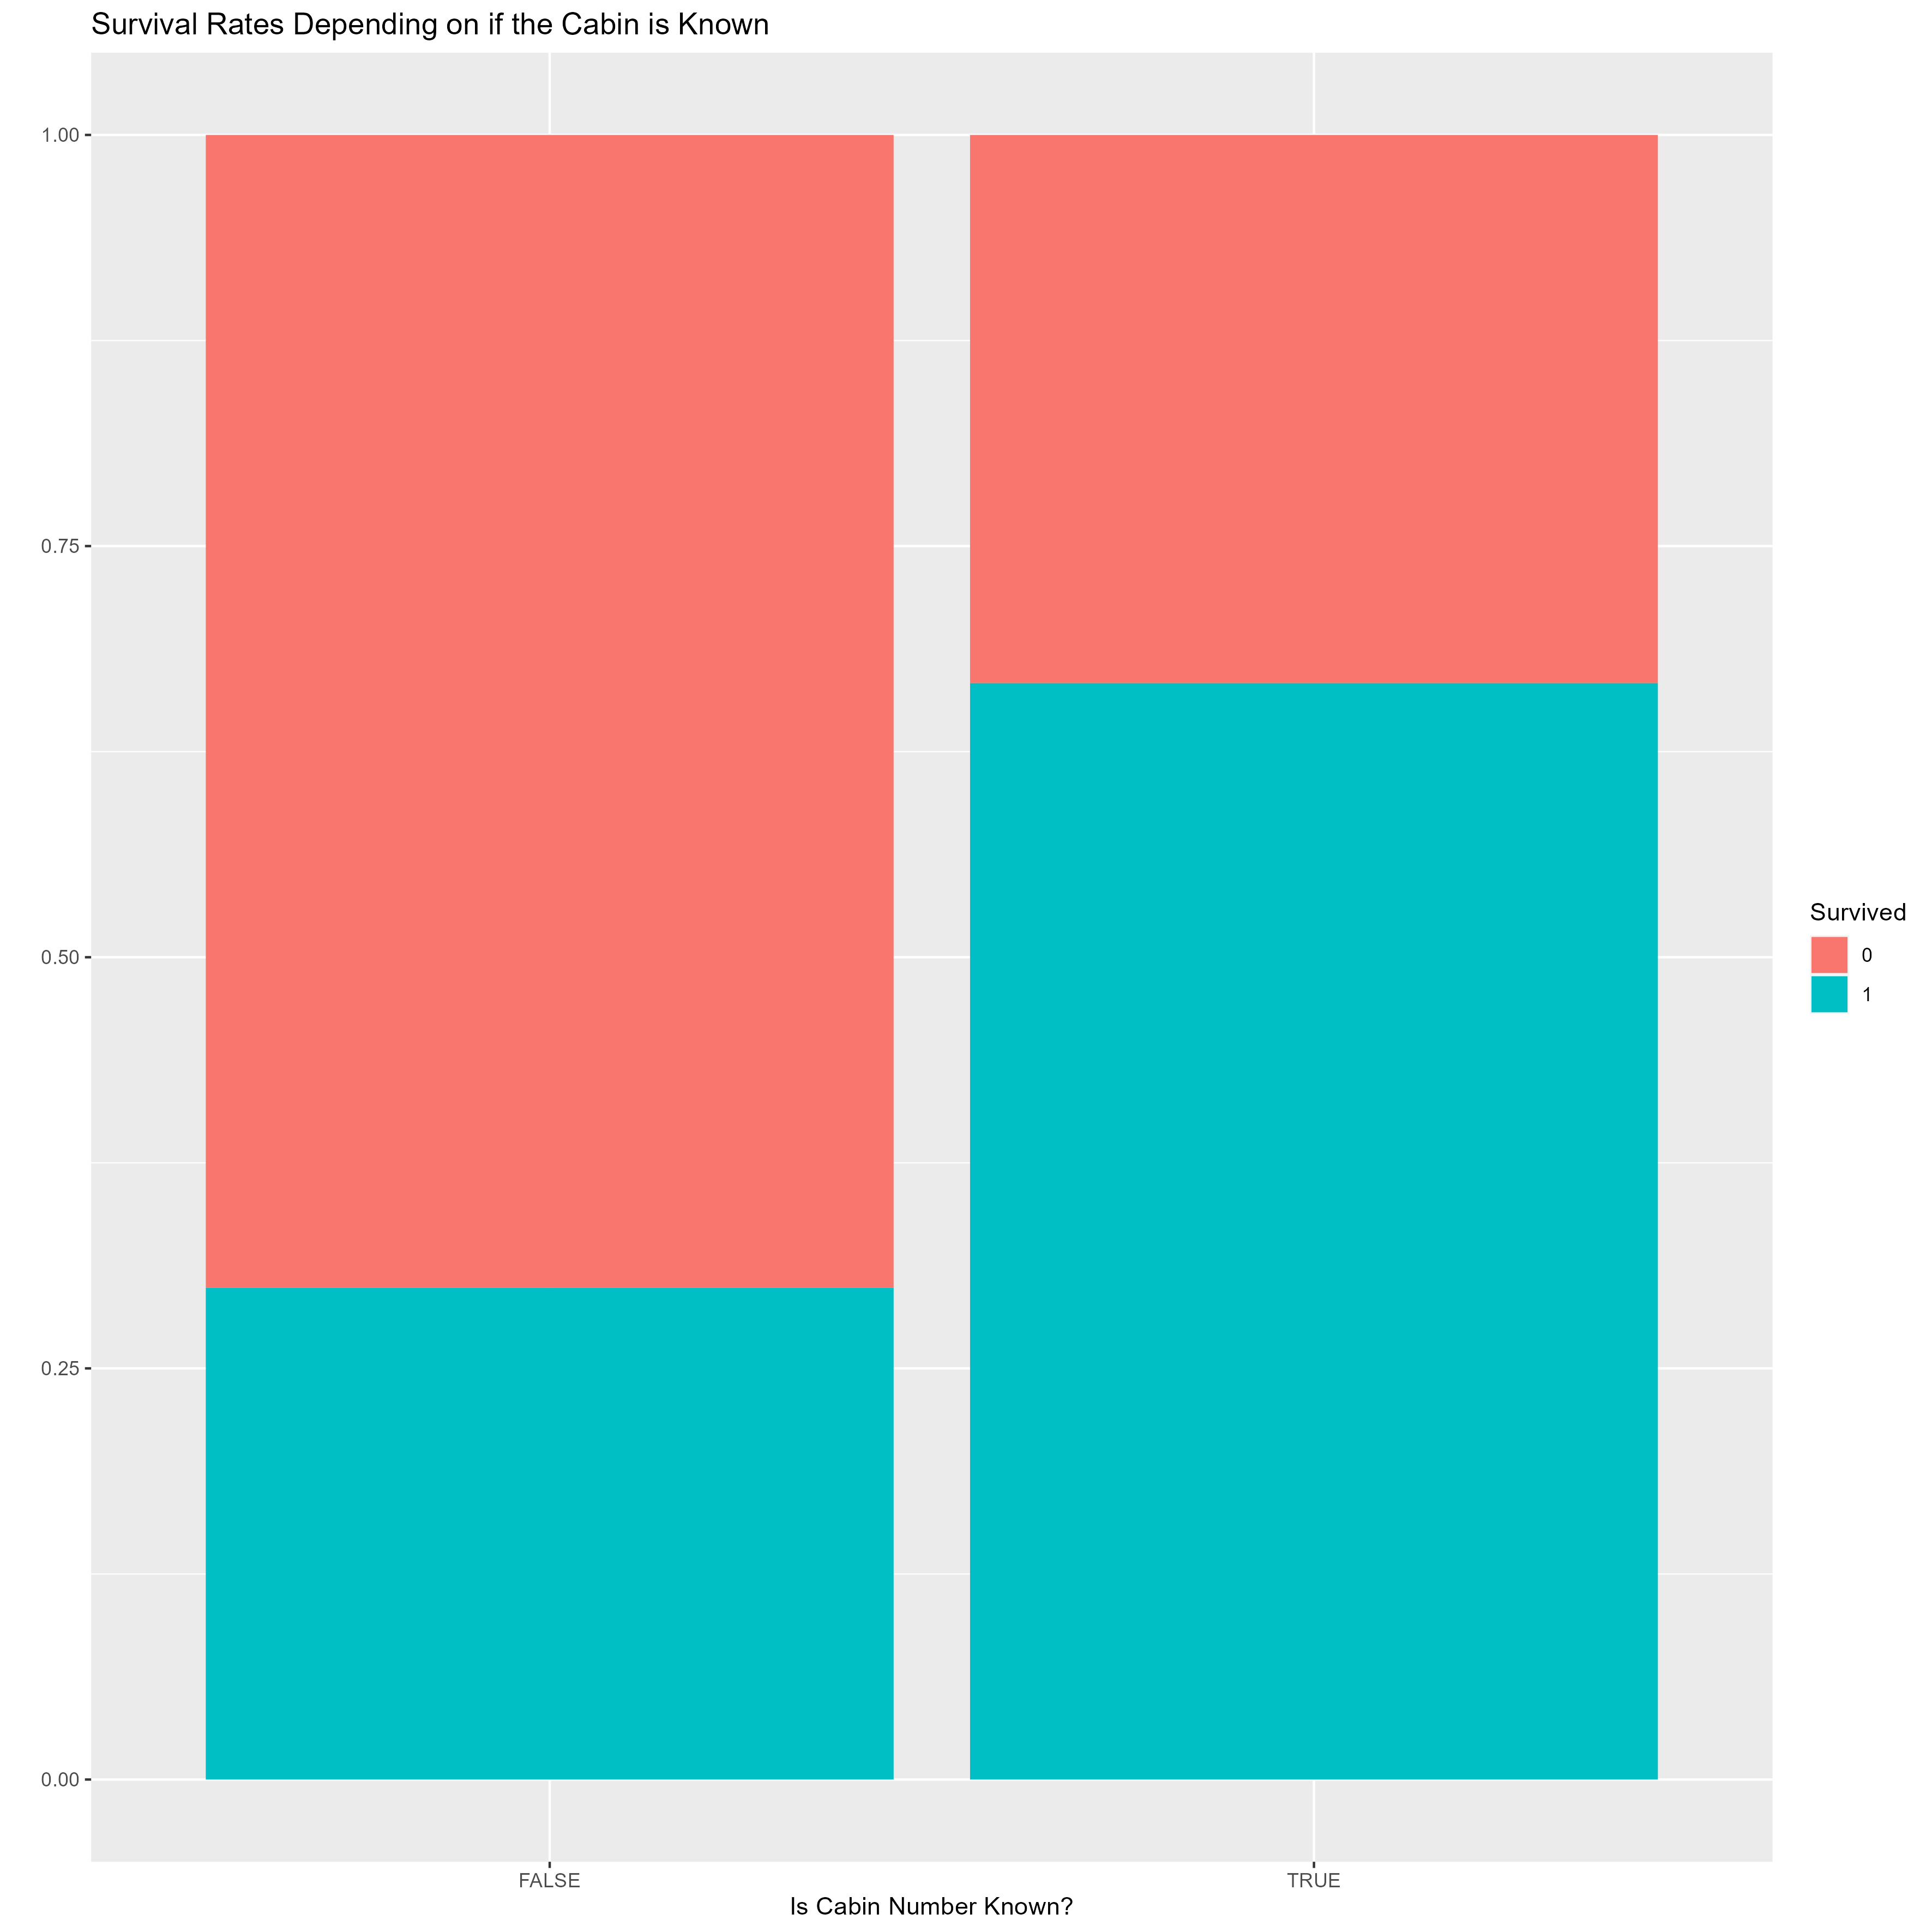 Survival Rates Depending on if the Cabin is Known
1.00
0.75
0.50
0.25
0.00
FALSE
TRUE
Is Cabin Number Known?
Survived
0
1